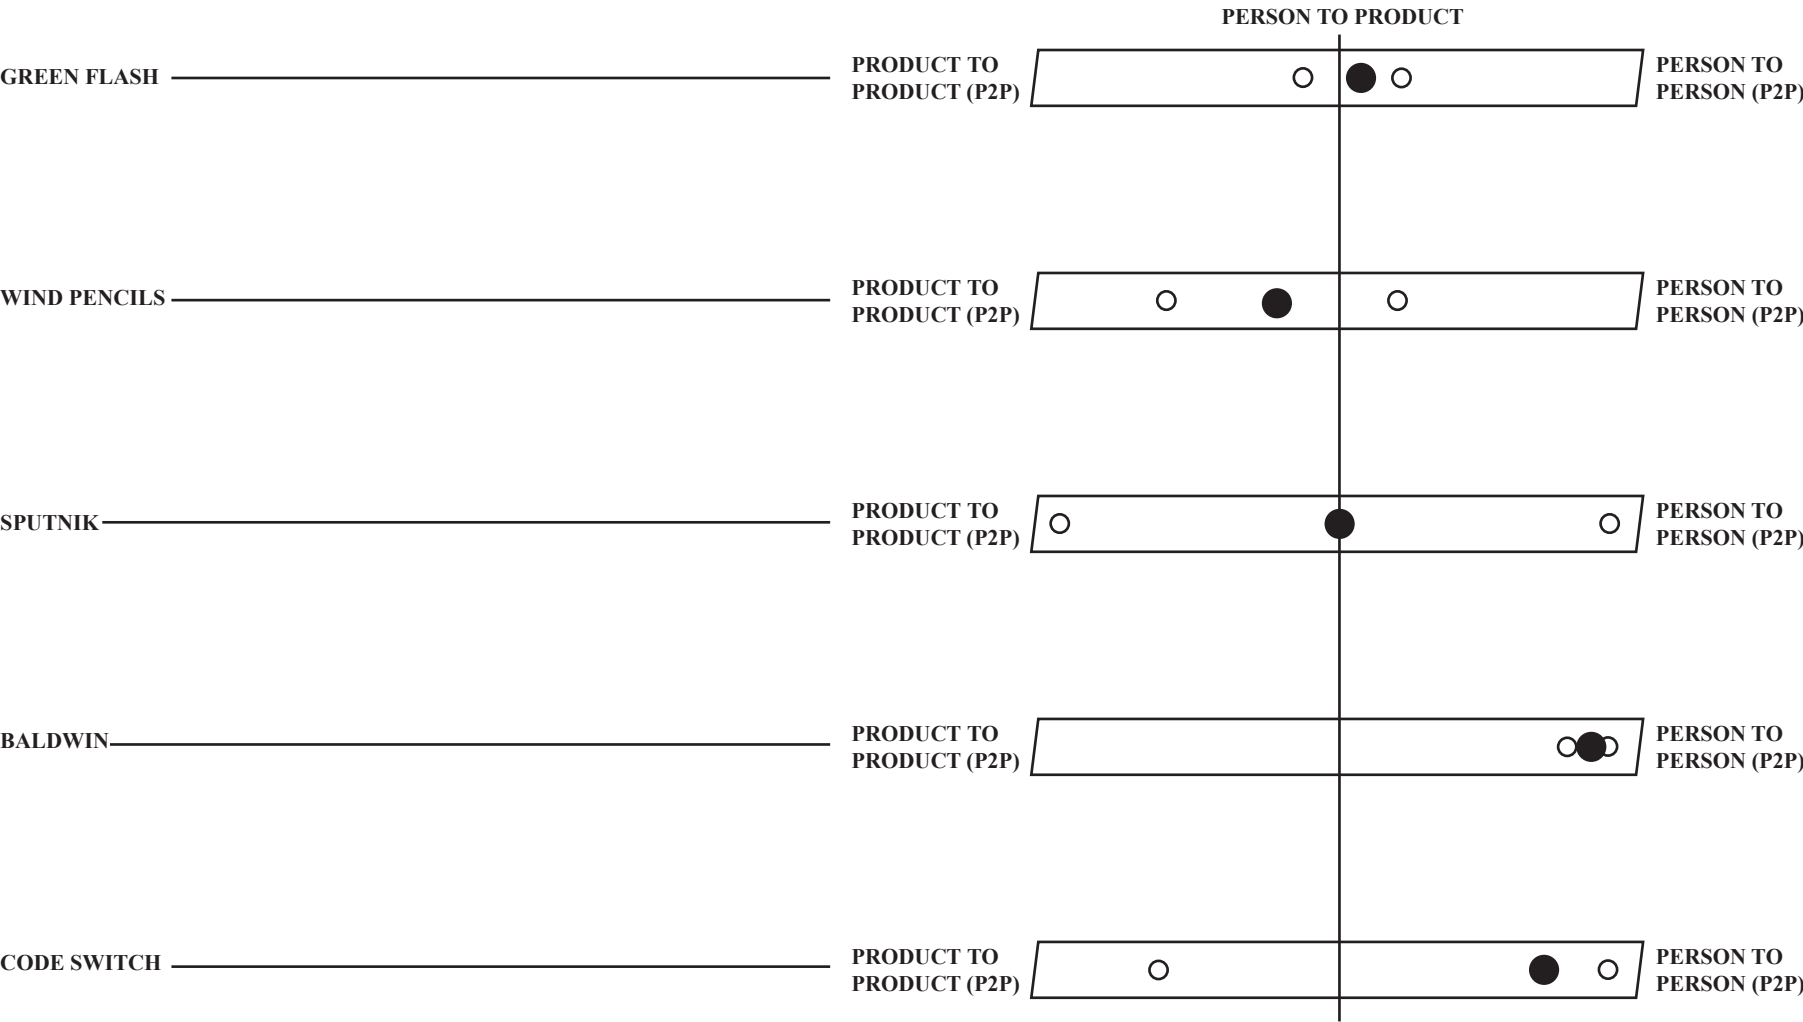 PERSON TO PRODUCT
GREEN FLASH
PRODUCT TO
PRODUCT (P2P)
PERSON TO
PERSON (P2P)
WIND PENCILS
PRODUCT TO
PRODUCT (P2P)
PERSON TO
PERSON (P2P)
SPUTNIK
PRODUCT TO
PRODUCT (P2P)
PERSON TO
PERSON (P2P)
BALDWIN
PRODUCT TO
PRODUCT (P2P)
PERSON TO
PERSON (P2P)
CODE SWITCH
PRODUCT TO
PRODUCT (P2P)
PERSON TO
PERSON (P2P)